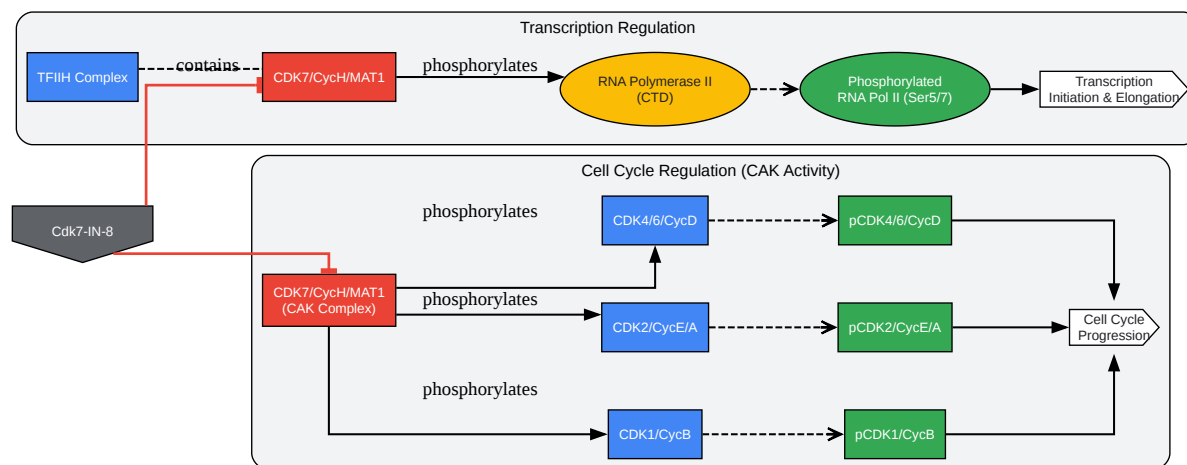 Transcription Regulation
TFIIH Complex
contains
CDK7/CycH/MAT1
phosphorylates
RNA Polymerase II
(CTD)
Phosphorylated
RNA Pol II (Ser5/7)
Transcription
Initiation & Elongation
Cdk7-IN-8
Cell Cycle Regulation (CAK Activity)
phosphorylates
CDK4/6/CycD
pCDK4/6/CycD
CDK7/CycH/MAT1
(CAK Complex)
phosphorylates
CDK2/CycE/A
pCDK2/CycE/A
Cell Cycle
Progression
phosphorylates
CDK1/CycB
pCDK1/CycB